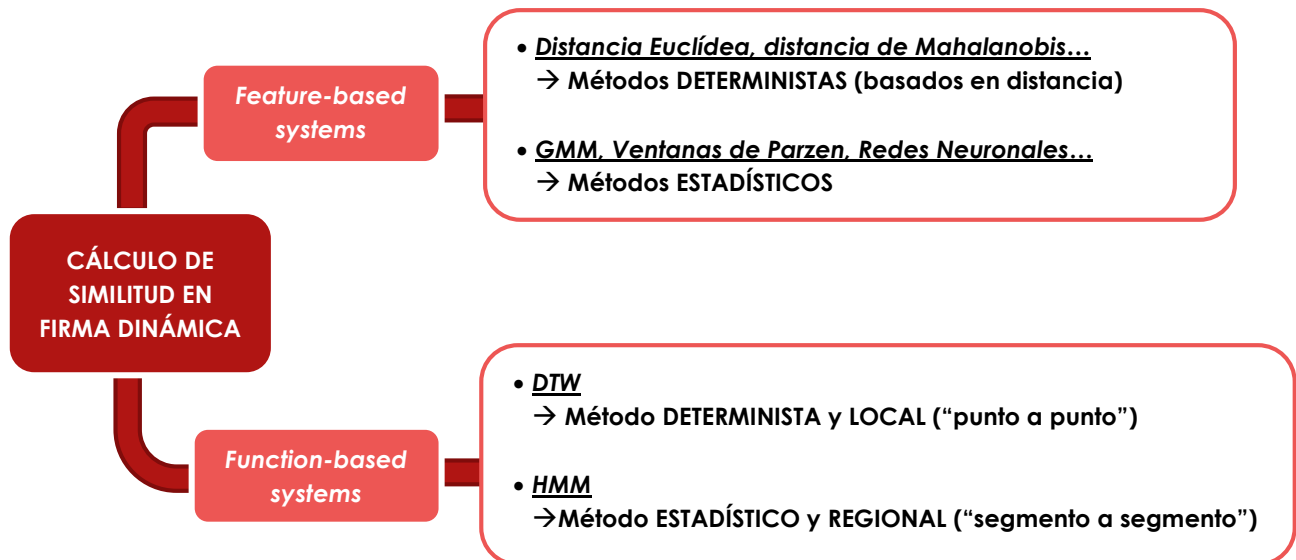 • Distancia Euclídea, distancia de Mahalanobis…
→ Métodos DETERMINISTAS (basados en distancia)
Feature-based
systems
• GMM, Ventanas de Parzen, Redes Neuronales…
→ Métodos ESTADÍSTICOS
CÁLCULO DE
SIMILITUD EN
FIRMA DINÁMICA
• DTW
→ Método DETERMINISTA y LOCAL (“punto a punto”)
Function-based
systems
• HMM
→Método ESTADÍSTICO y REGIONAL (“segmento a segmento”)